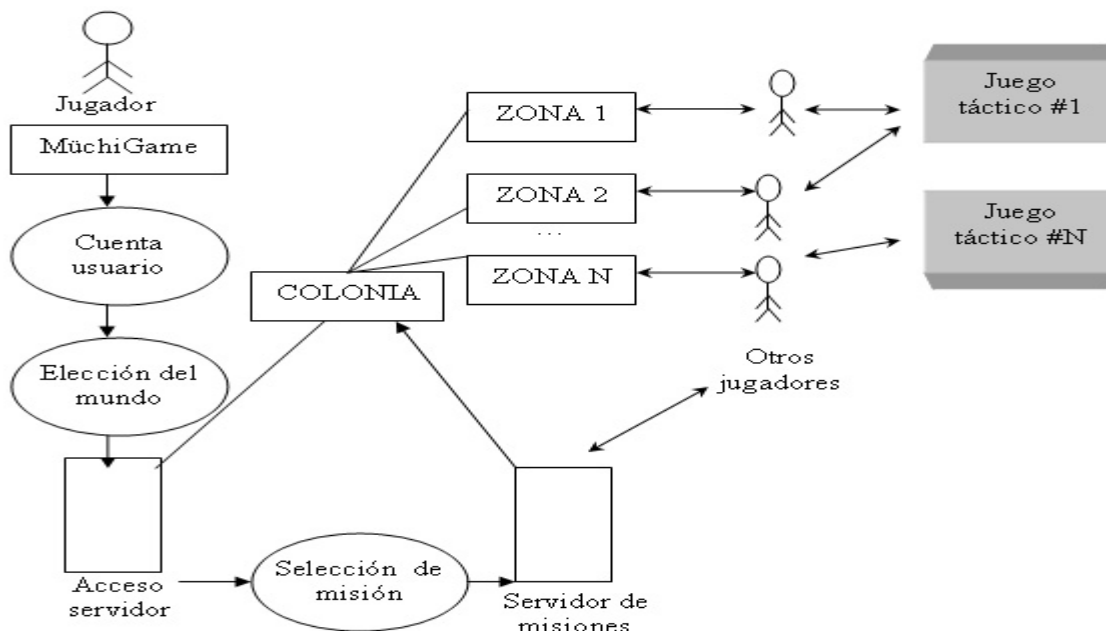 Jugador
MüchiGame
Cuenta
usuario
Elección del
mundo
Acceso
servidor
Selección de
misión
Servidor de
misiones
COLONIA
ZONA 1
ZONA 2
...
ZONA N
Otros
jugadores
Juego
táctico #1
Juego
táctico #N